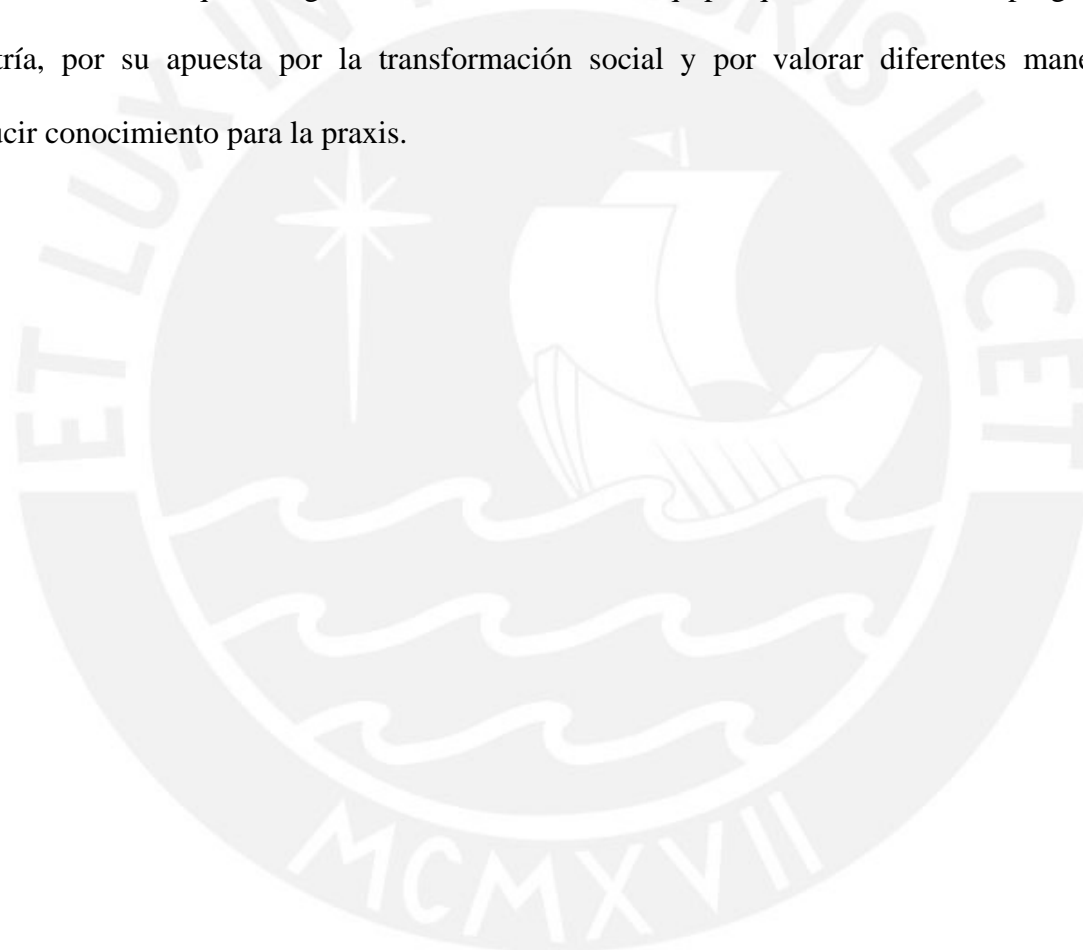 tría, por su apuesta por la transformación social y por valorar diferentes mane
ucir conocimiento para la praxis.
ET LUX IN
LUCET
MCMXVII